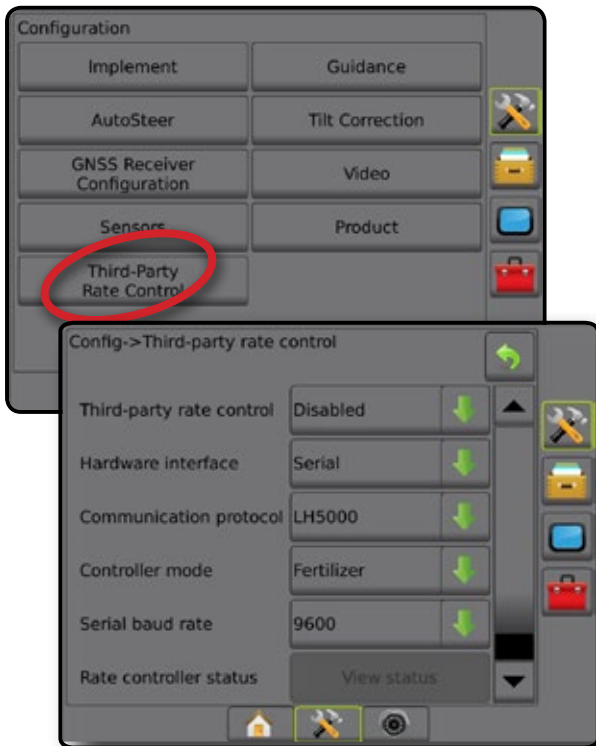 Configuration
Implement
Guidance
AutoSteer
Tilt Correction
GNSS Receiver
Configuration
Video
Sensors
Product
Third-Party
Rate Control
Config->Third-party rate control
Third-party rate control
Disabled
Hardware interface
Serial
Communication protocol
LH5000
Controller mode
Fertilizer
Serial baud rate
9600
Rate controller status
View status